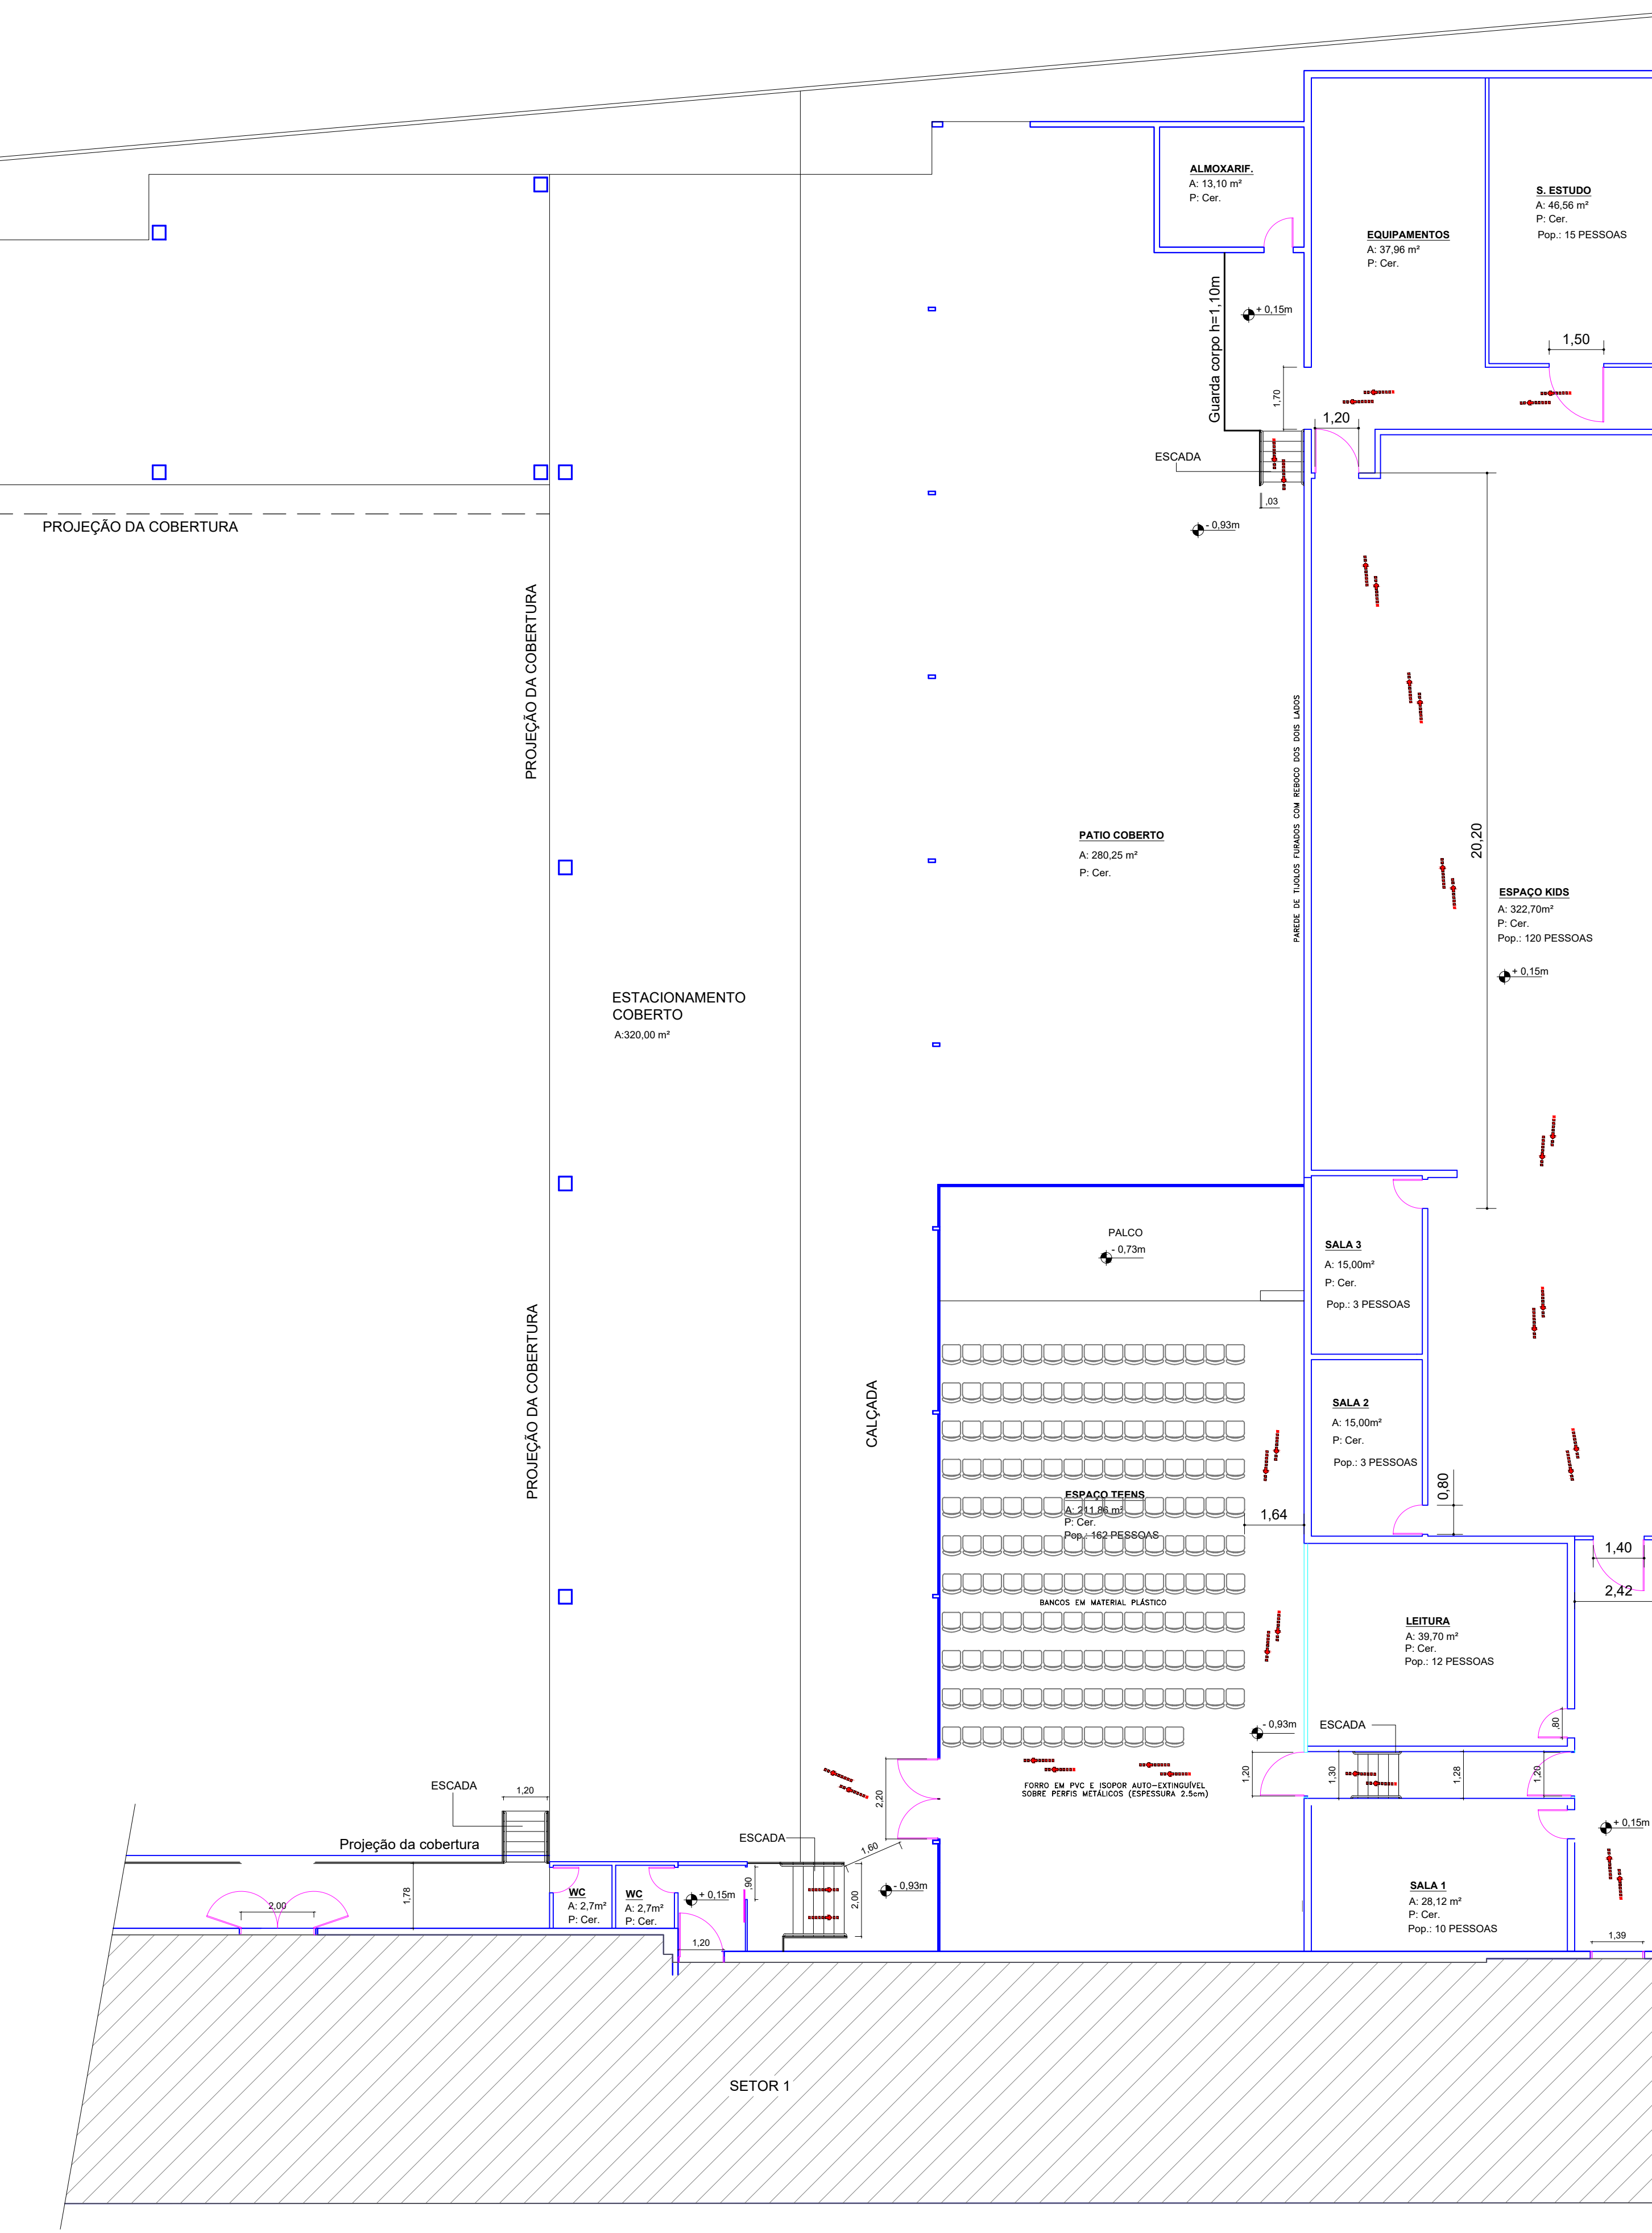 ALMOXARIF.
A: 13,10 m²
P: Cer.
S. ESTUDO
A: 46,56 m²
P: Cer.
Pop.: 15 PESSOAS
EQUIPAMENTOS
A: 37,96 m²
P: Cer.
Guarda corpo h=1,10m
+ 0,15m
1,50
1,70
1,20
ESCADA
,03
- 0,93m
PROJEÇÃO DA COBERTURA
PROJEÇÃO DA COBERTURA
PAREDE DE TIJOLOS FURADOS COM REBOCO DOS DOIS LADOS
20,20
PATIO COBERTO
A: 280,25 m²
P: Cer.
ESPAÇO KIDS
A: 322,70m²
P: Cer.
Pop.: 120 PESSOAS
+ 0,15m
ESTACIONAMENTO
COBERTO
A:320,00 m²
PALCO
- 0,73m
SALA 3
A: 15,00m²
P: Cer.
Pop.: 3 PESSOAS
PROJEÇÃO DA COBERTURA
CALÇADA
SALA 2
A: 15,00m²
P: Cer.
Pop.: 3 PESSOAS
0,80
ESPAÇO TEENS
A: 211,86 m²
P: Cer.
Pop.: 162 PESSOAS
1,64
1,40
2,42
BANCOS EM MATERIAL PLÁSTICO
LEITURA
A: 39,70 m²
P: Cer.
Pop.: 12 PESSOAS
,80
- 0,93m
ESCADA
1,20
1,30
1,28
1,20
FORRO EM PVC E ISOPOR AUTO-EXTINGUÍVEL
SOBRE PERFIS METÁLICOS (ESPESSURA 2.5cm)
ESCADA
1,20
2,20
Projeção da cobertura
ESCADA
1,60
+ 0,15m
1,78
2,00
WC
A: 2,7m²
P: Cer.
WC
A: 2,7m²
P: Cer.
+ 0,15m
,90
2,00
- 0,93m
SALA 1
A: 28,12 m²
P: Cer.
Pop.: 10 PESSOAS
1,20
1,39
SETOR 1